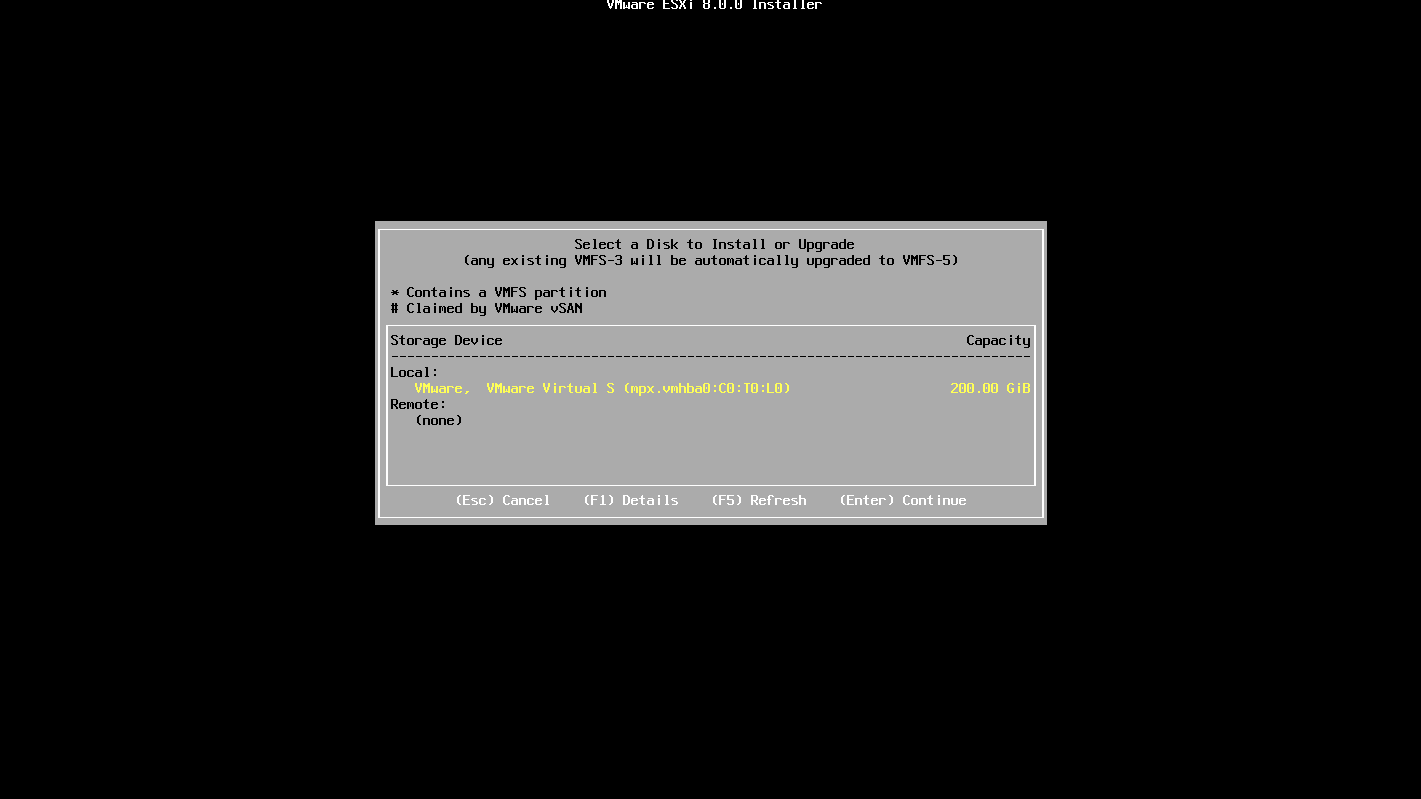 VMware ESXi 8.0.0 Installer
Select a Disk to Install or Upgrade
(any existing VMFS-3 will be automatically upgraded to VMFS-5)
* Contains a VMFS partition
# Claimed by VMware vSAN
Storage Device Capacity
--------------------------------------------------------------------------------
Local:
VMware,  VMware Virtual S (mpx.vmhba0:C0:T0:L0) 200.00 GiB
Remote:
(none)
(Esc) Cancel (F1) Details (F5) Refresh (Enter) Continue